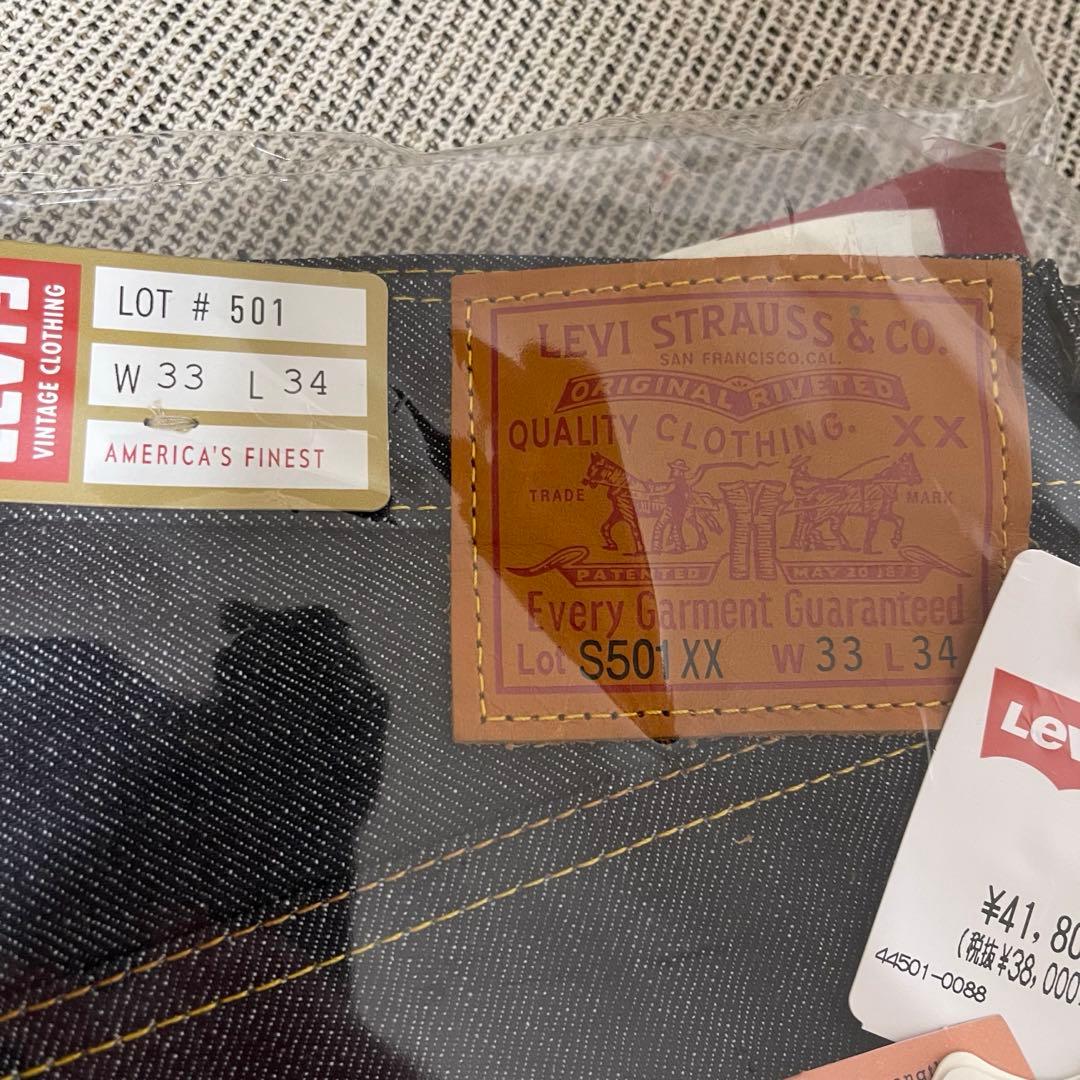 LEVI'S
VINTAGE CLOTHING
LOT # 501
W 33 L 34
AMERICA'S FINEST
LEVI STRAUSS & CO.
SAN FRANCISCO, CAL.
ORIGINAL RIVETED
QUALITY CLOTHING. XX
TRADE MARK
PATENTED MAY 20 1873
Every Garment Guaranteed
Lot S501XX W 33 L 34
Lev
¥41,80
(税抜¥38,000
44501-0088